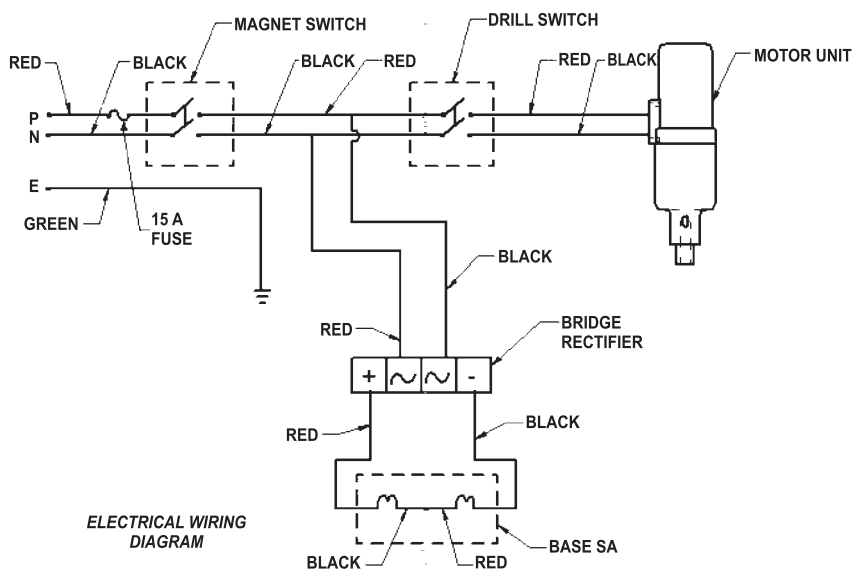 MAGNET SWITCH
DRILL SWITCH
RED
BLACK
BLACK
RED
RED
BLACK
MOTOR UNIT
P
N
E
GREEN
15 A
FUSE
BLACK
RED
BRIDGE
RECTIFIER
+
-
RED
BLACK
ELECTRICAL WIRING
DIAGRAM
BLACK
RED
BASE SA